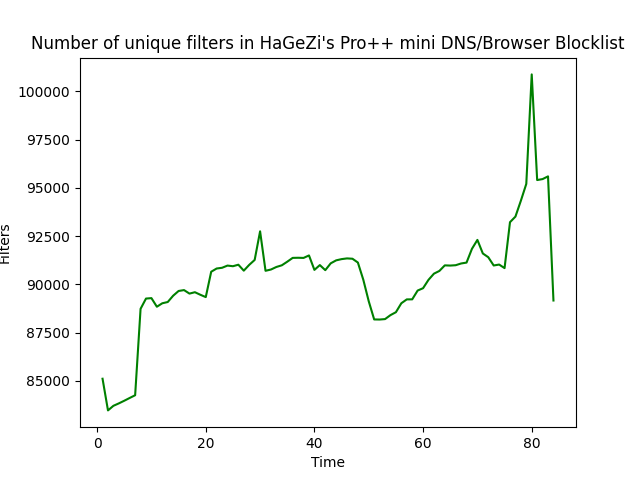 Number of unique filters in HaGeZi's Pro++ mini DNS/Browser Blocklist
100000
97500
95000
92500
90000
87500
85000
Filters
0 20 40 60 80
Time